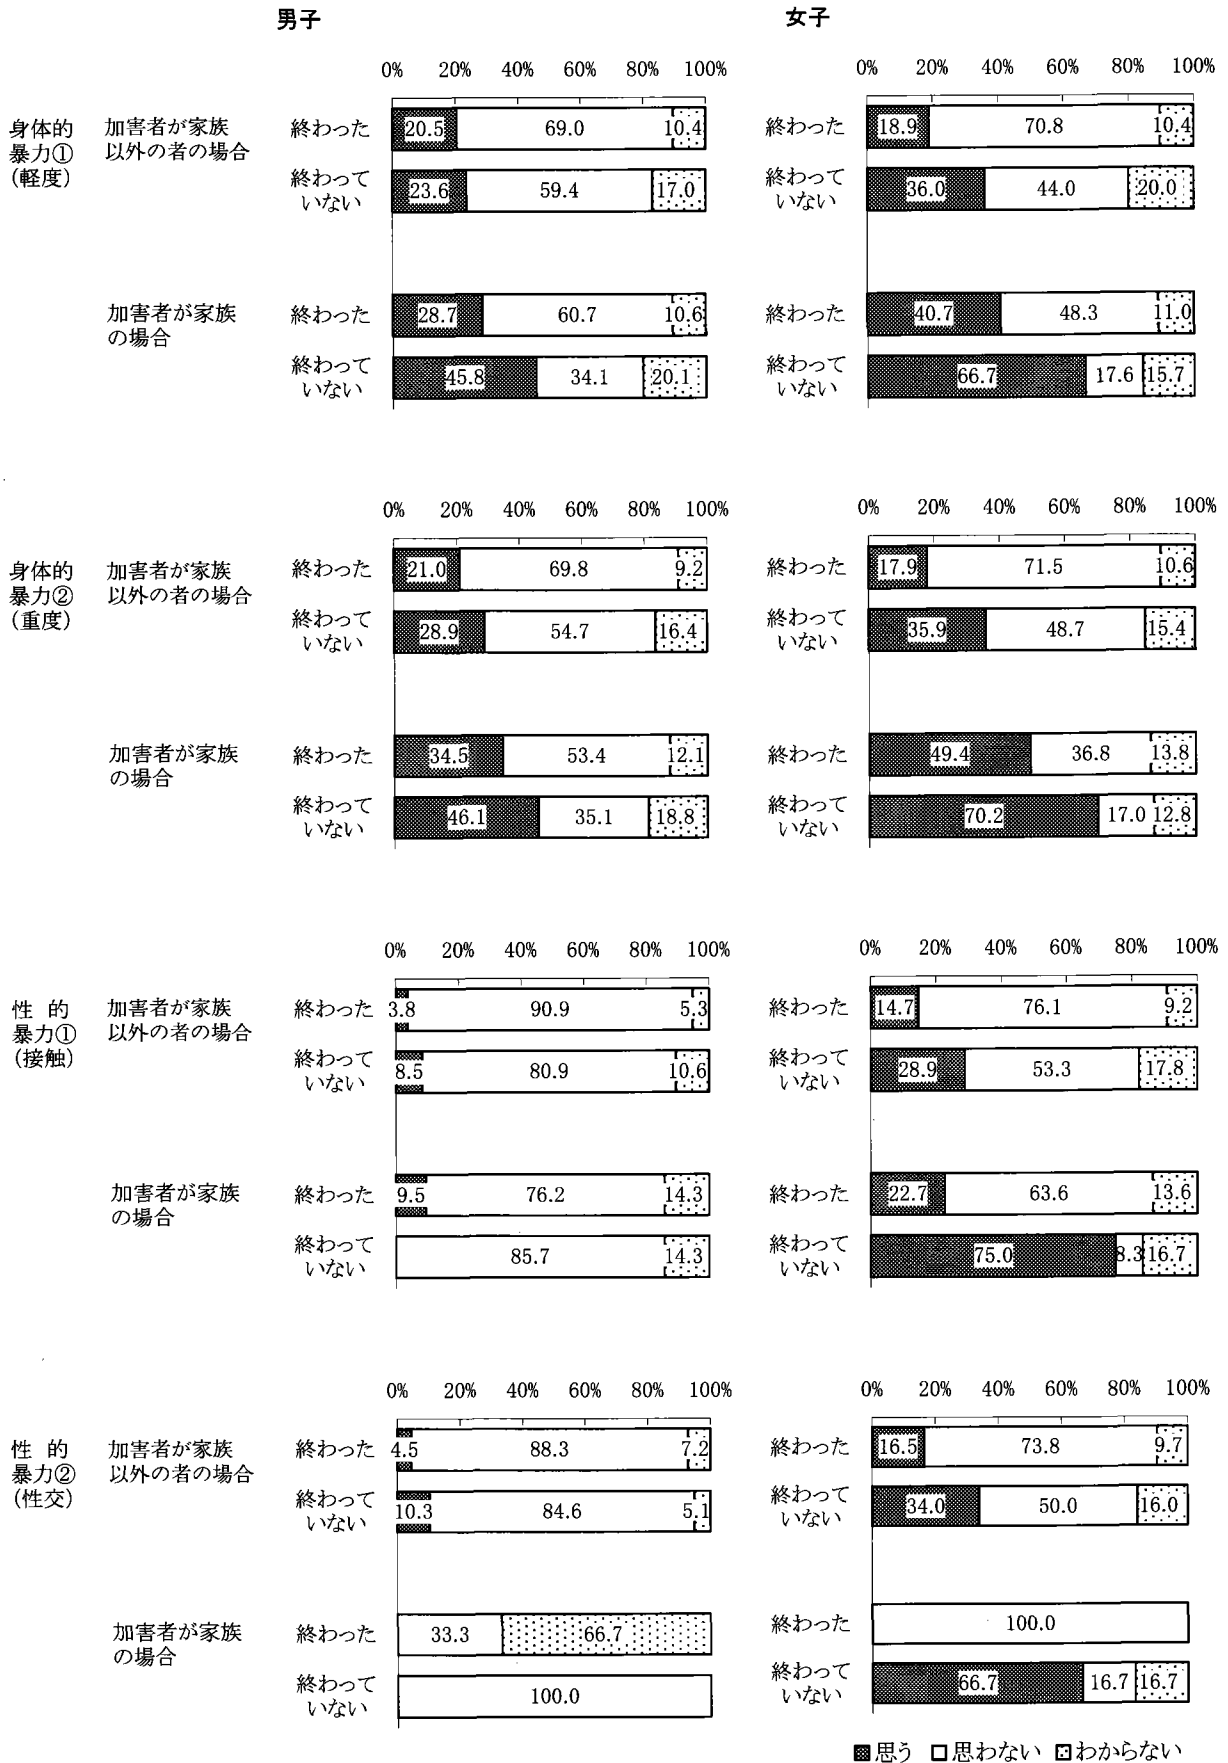 男子
女子
0% 20% 40% 60% 80% 100%
0% 20% 40% 60% 80% 100%
身体的
暴力①
(軽度)
加害者が家族
以外の者の場合
終わった 20.5 69.0 10.4
終わった 18.9 70.8 10.4
終わって
いない
23.6 59.4 17.0
終わって
いない
36.0 44.0 20.0
加害者が家族
の場合
終わった 28.7 60.7 10.6
終わった 40.7 48.3 11.0
終わって
いない
45.8 34.1 20.1
終わって
いない
66.7 17.6 15.7
0% 20% 40% 60% 80% 100%
0% 20% 40% 60% 80% 100%
身体的
暴力②
(重度)
加害者が家族
以外の者の場合
終わった 21.0 69.8 9.2
終わった 17.9 71.5 10.6
終わって
いない
28.9 54.7 16.4
終わって
いない
35.9 48.7 15.4
加害者が家族
の場合
終わった 34.5 53.4 12.1
終わった 49.4 36.8 13.8
終わって
いない
46.1 35.1 18.8
終わって
いない
70.2 17.0 12.8
0% 20% 40% 60% 80% 100%
0% 20% 40% 60% 80% 100%
性的
暴力①
(接触)
加害者が家族
以外の者の場合
終わった 3.8 90.9 5.3
終わった 14.7 76.1 9.2
終わって
いない
8.5 80.9 10.6
終わって
いない
28.9 53.3 17.8
加害者が家族
の場合
終わった 9.5 76.2 14.3
終わった 22.7 63.6 13.6
終わって
いない
85.7 14.3
終わって
いない
75.0 8.3 16.7
0% 20% 40% 60% 80% 100%
0% 20% 40% 60% 80% 100%
性的
暴力②
(性交)
加害者が家族
以外の者の場合
終わった 4.5 88.3 7.2
終わった 16.5 73.8 9.7
終わって
いない
10.3 84.6 5.1
終わって
いない
34.0 50.0 16.0
加害者が家族
の場合
終わった 33.3 66.7
終わった 100.0
終わって
いない
100.0
終わって
いない
66.7 16.7 16.7
思う 思わない わからない